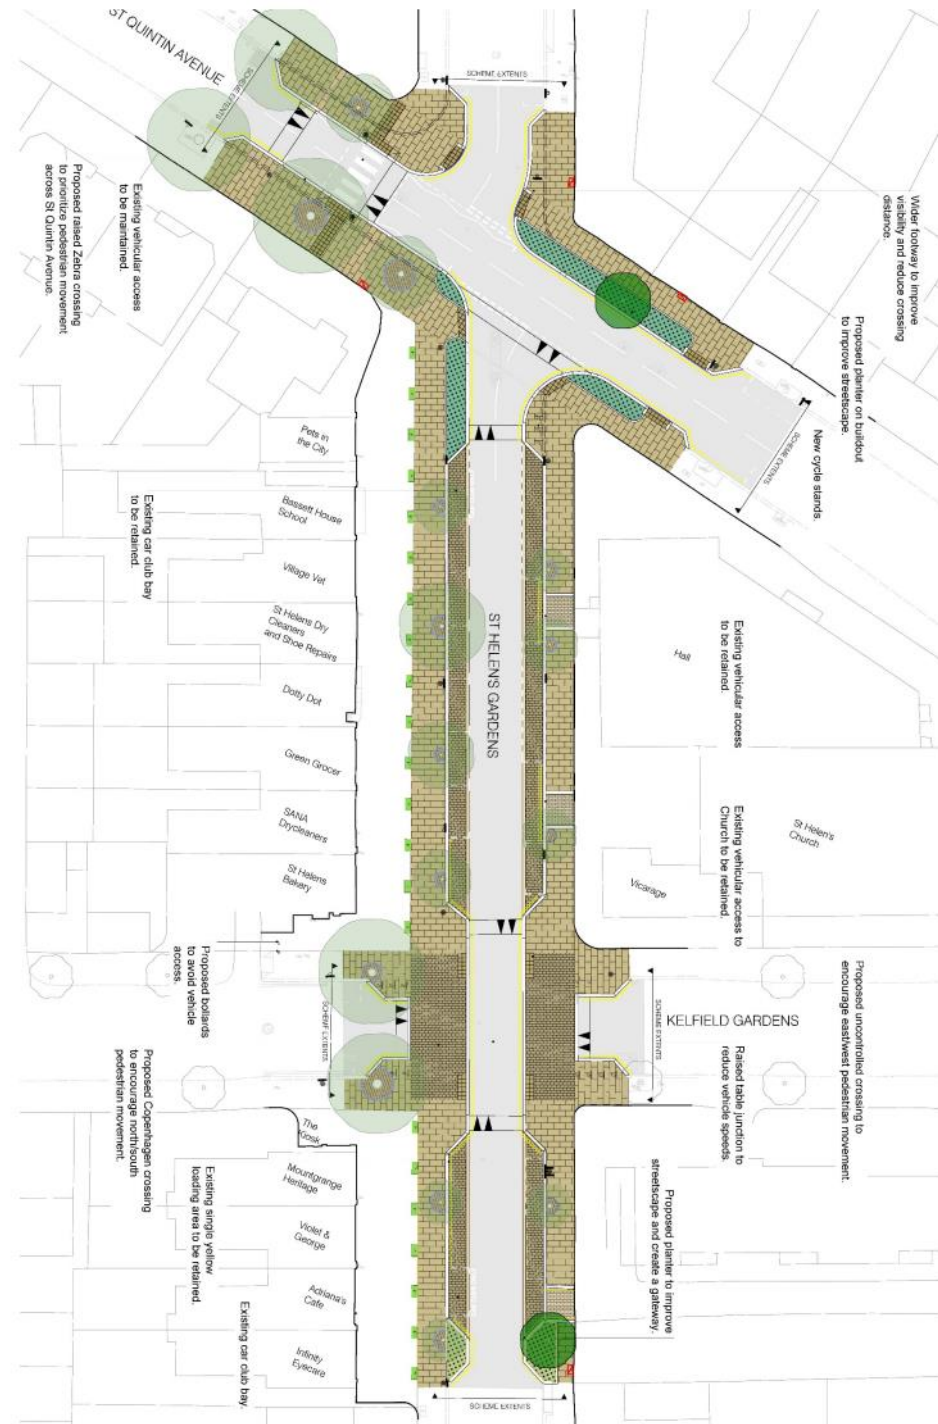 ST QUINTIN AVENUE
SCHEME EXTENTS
SCHEME EXTENTS
Proposed raised Zebra crossing
to prioritize pedestrian movement
across St Quintin Avenue.
Existing vehicular access
to be maintained.
Wider footway to improve
visibility and reduce crossing
distance.
Proposed planter on buildout
to improve streetscape.
New cycle stands.
SCHEME EXTENTS
Pets in
the City
Bassett House
School
Village Vet
St Helens Dry
Cleaners
and Shoe Repairs
Dotty Dot
Green Grocer
SANA
Drycleaners
St Helens
Bakery
Existing car club bay
to be retained.
ST HELEN'S GARDENS
Hall
Existing vehicular access
to be retained.
St Helen's
Church
Vicarage
Existing vehicular access to
Church to be retained.
Proposed bollards
to avoid vehicle
access.
SCHEME EXTENTS
SCHEME EXTENTS
KELFIELD GARDENS
Proposed uncontrolled crossing to
encourage east/west pedestrian movement.
Raised table junction to
reduce vehicle speeds.
Proposed Copenhagen crossing
to encourage north/south
pedestrian movement.
The
Kiosk
Mountgrange
Heritage
Violet &
George
Adriana's
Cafe
Infinity
Eyecare
Existing single yellow
loading area to be retained.
Existing car club bay.
Proposed planter to improve
streetscape and create a gateway.
SCHEME EXTENTS